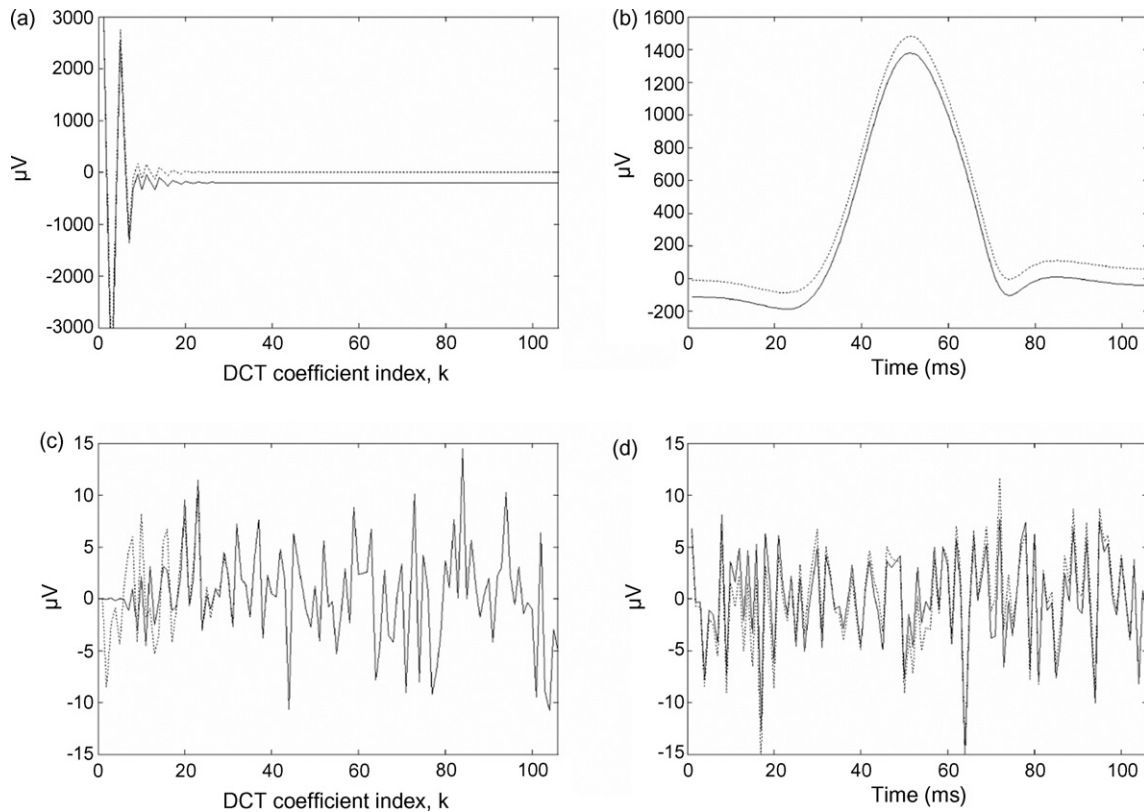 (a)
3000
2000
1000
0
-1000
-2000
-3000
µV
0 20 40 60 80 100
DCT coefficient index, k
(b)
1600
1400
1200
1000
800
600
400
200
0
-200
µV
0 20 40 60 80 100
Time (ms)
(c)
15
10
5
0
-5
-10
-15
µV
0 20 40 60 80 100
DCT coefficient index, k
(d)
15
10
5
0
-5
-10
-15
µV
0 20 40 60 80 100
Time (ms)